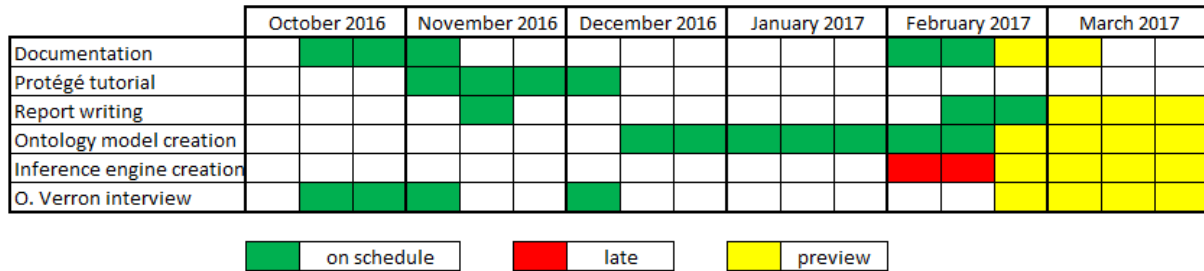 October 2016 November 2016 December 2016 January 2017 February 2017 March 2017
Documentation
Protégé tutorial
Report writing
Ontology model creation
Inference engine creation
O. Verron interview
on schedule late preview